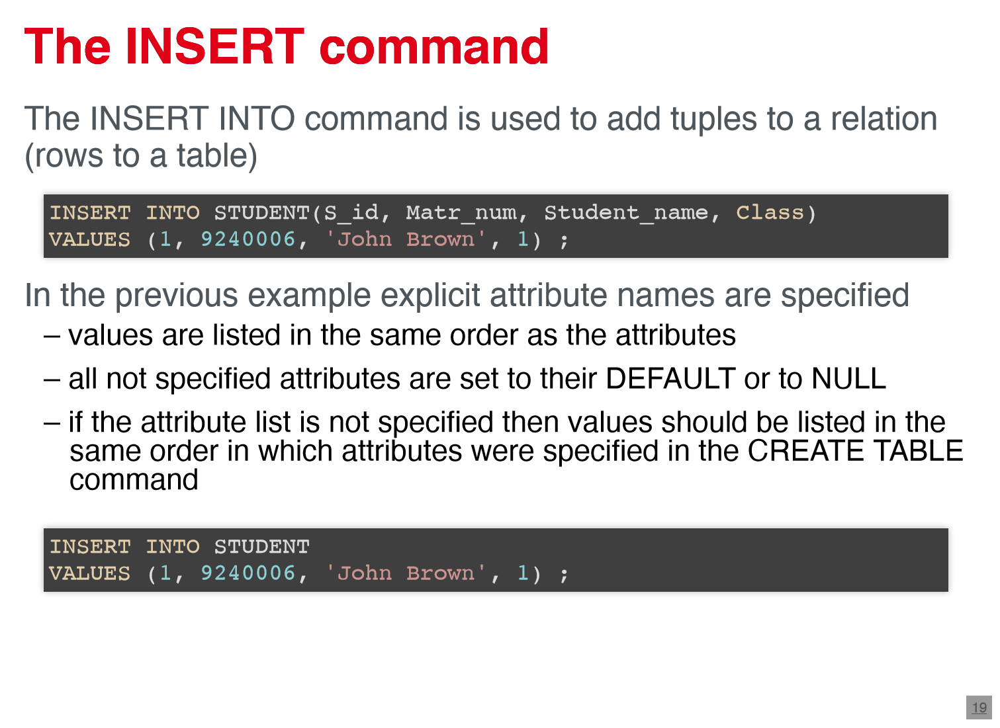 The INSERT command
The INSERT INTO command is used to add tuples to a relation
(rows to a table)
INSERT INTO STUDENT(S_id, Matr_num, Student_name, Class)
VALUES (1, 9240006, 'John Brown', 1) ;
In the previous example explicit attribute names are specified
– values are listed in the same order as the attributes
– all not specified attributes are set to their DEFAULT or to NULL
– if the attribute list is not specified then values should be listed in the
same order in which attributes were specified in the CREATE TABLE
command
INSERT INTO STUDENT
VALUES (1, 9240006, 'John Brown', 1) ;
19